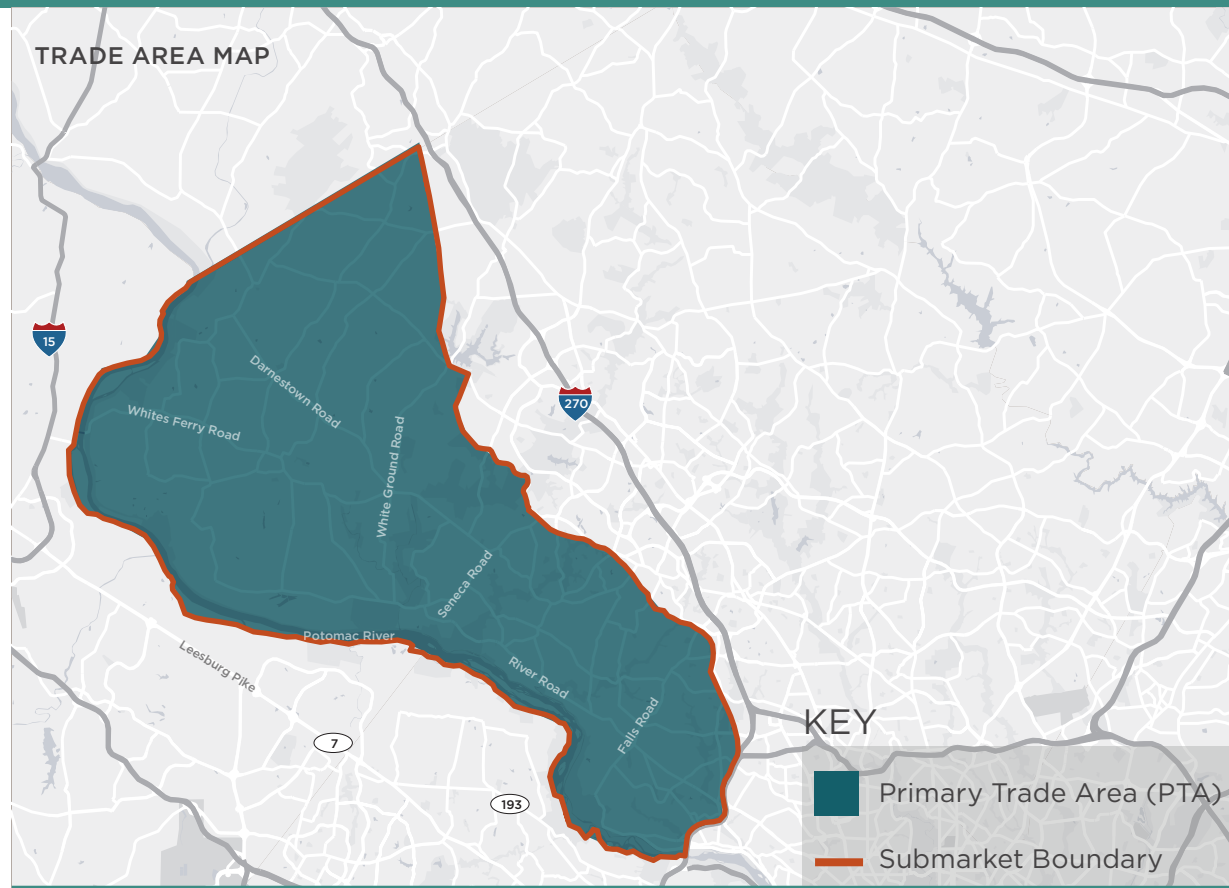 TRADE AREA MAP
15
Darnestown Road
Whites Ferry Road
270
White Ground Road
Seneca Road
Potomac River
Leesburg Pike
River Road
Falls Road
7
193
KEY
Primary Trade Area (PTA)
Submarket Boundary